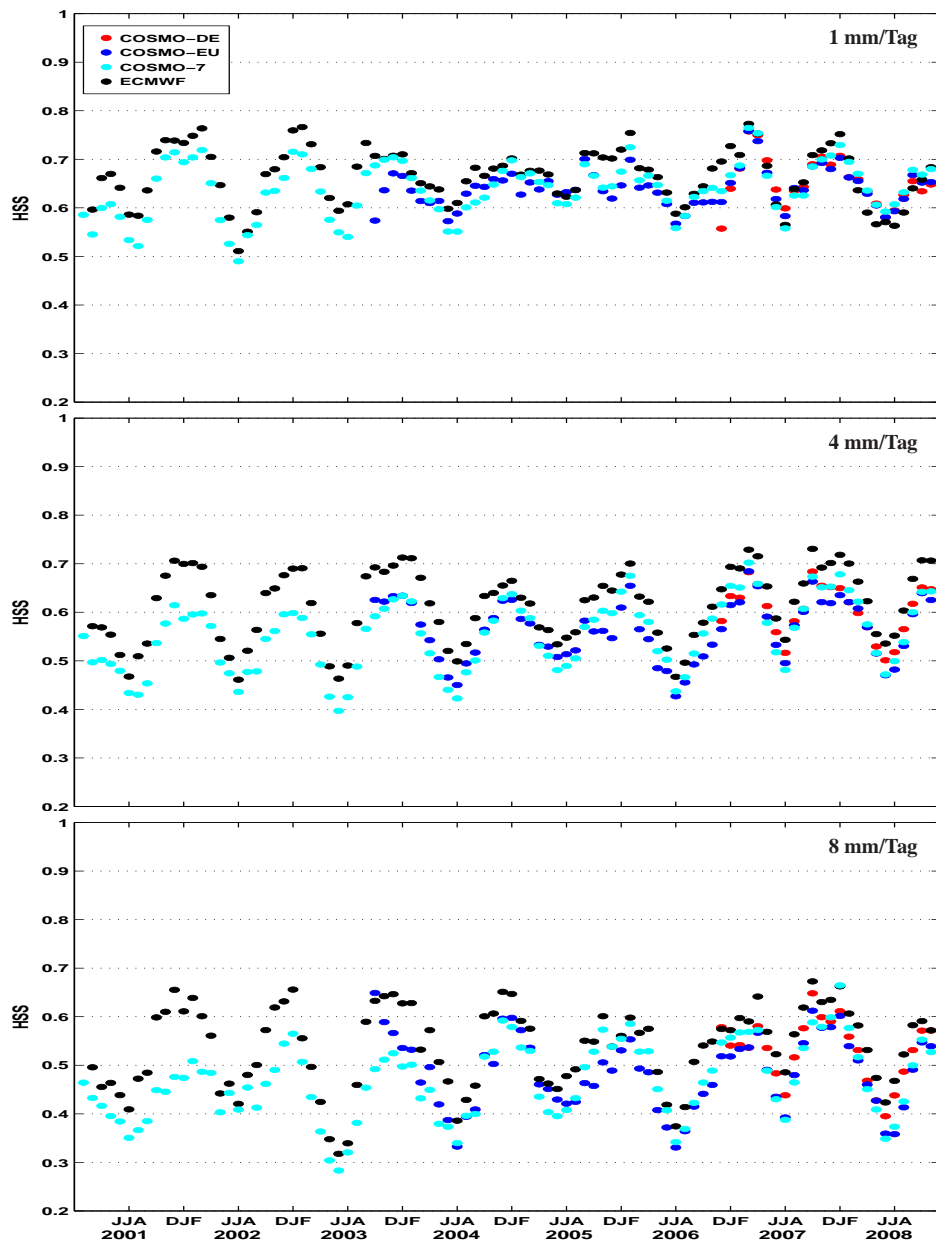 1
0.9
0.8
0.7
0.6
0.5
0.4
0.3
0.2
HSS
COSMO−DE
COSMO−EU
COSMO−7
ECMWF
1 mm/Tag
1
0.9
0.8
0.7
0.6
0.5
0.4
0.3
0.2
HSS
4 mm/Tag
1
0.9
0.8
0.7
0.6
0.5
0.4
0.3
0.2
HSS
8 mm/Tag
JJA DJF JJA DJF JJA DJF JJA DJF JJA DJF JJA DJF JJA DJF JJA
2001 2002 2003 2004 2005 2006 2007 2008